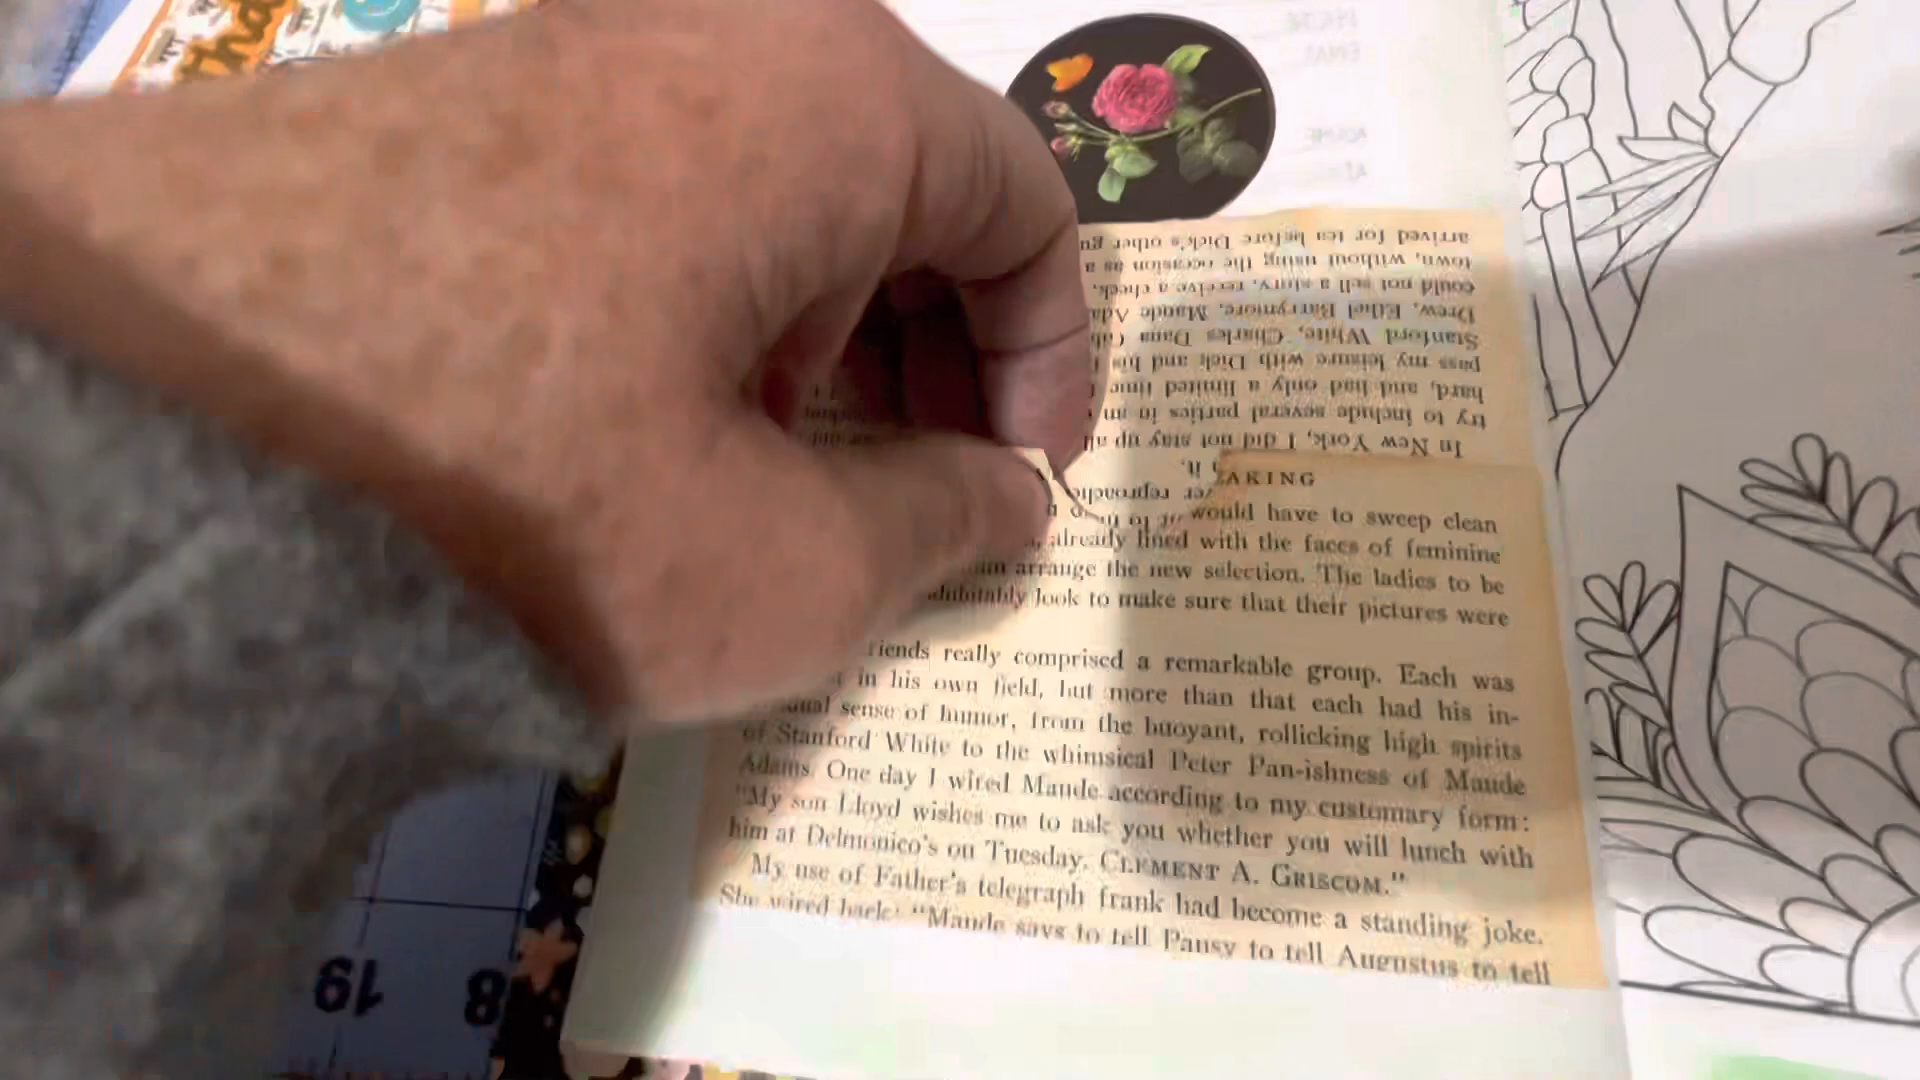 arrived for tea before Dick's other gu
town, without using the occasion as a
could not sell a story, receive a check,
Drew, Ethel Barrymore, Maude Ada
Stanford White, Charles Dana Gib
pass my leisure with Dick and his
hard, and had only a limited time
try to include several parties in an
In New York, I did not stay up all
it.
AKING
would have to sweep clean
already lined with the faces of feminine
arrange the new selection. The ladies to be
look to make sure that their pictures were
riends really comprised a remarkable group. Each was
in his own field, but more than that each had his in-
sense of humor, from the buoyant, rollicking high spirits
of Stanford White to the whimsical Peter Pan-ishness of Maude
Adams. One day I wired Maude according to my customary form:
"My son Lloyd wishes me to ask you whether you will lunch with
him at Delmonico's on Tuesday. CLEMENT A. GRISCOM."
My use of Father's telegraph frank had become a standing joke.
She wired back: "Maude says to tell Pansy to tell Augustus to tell
19
8